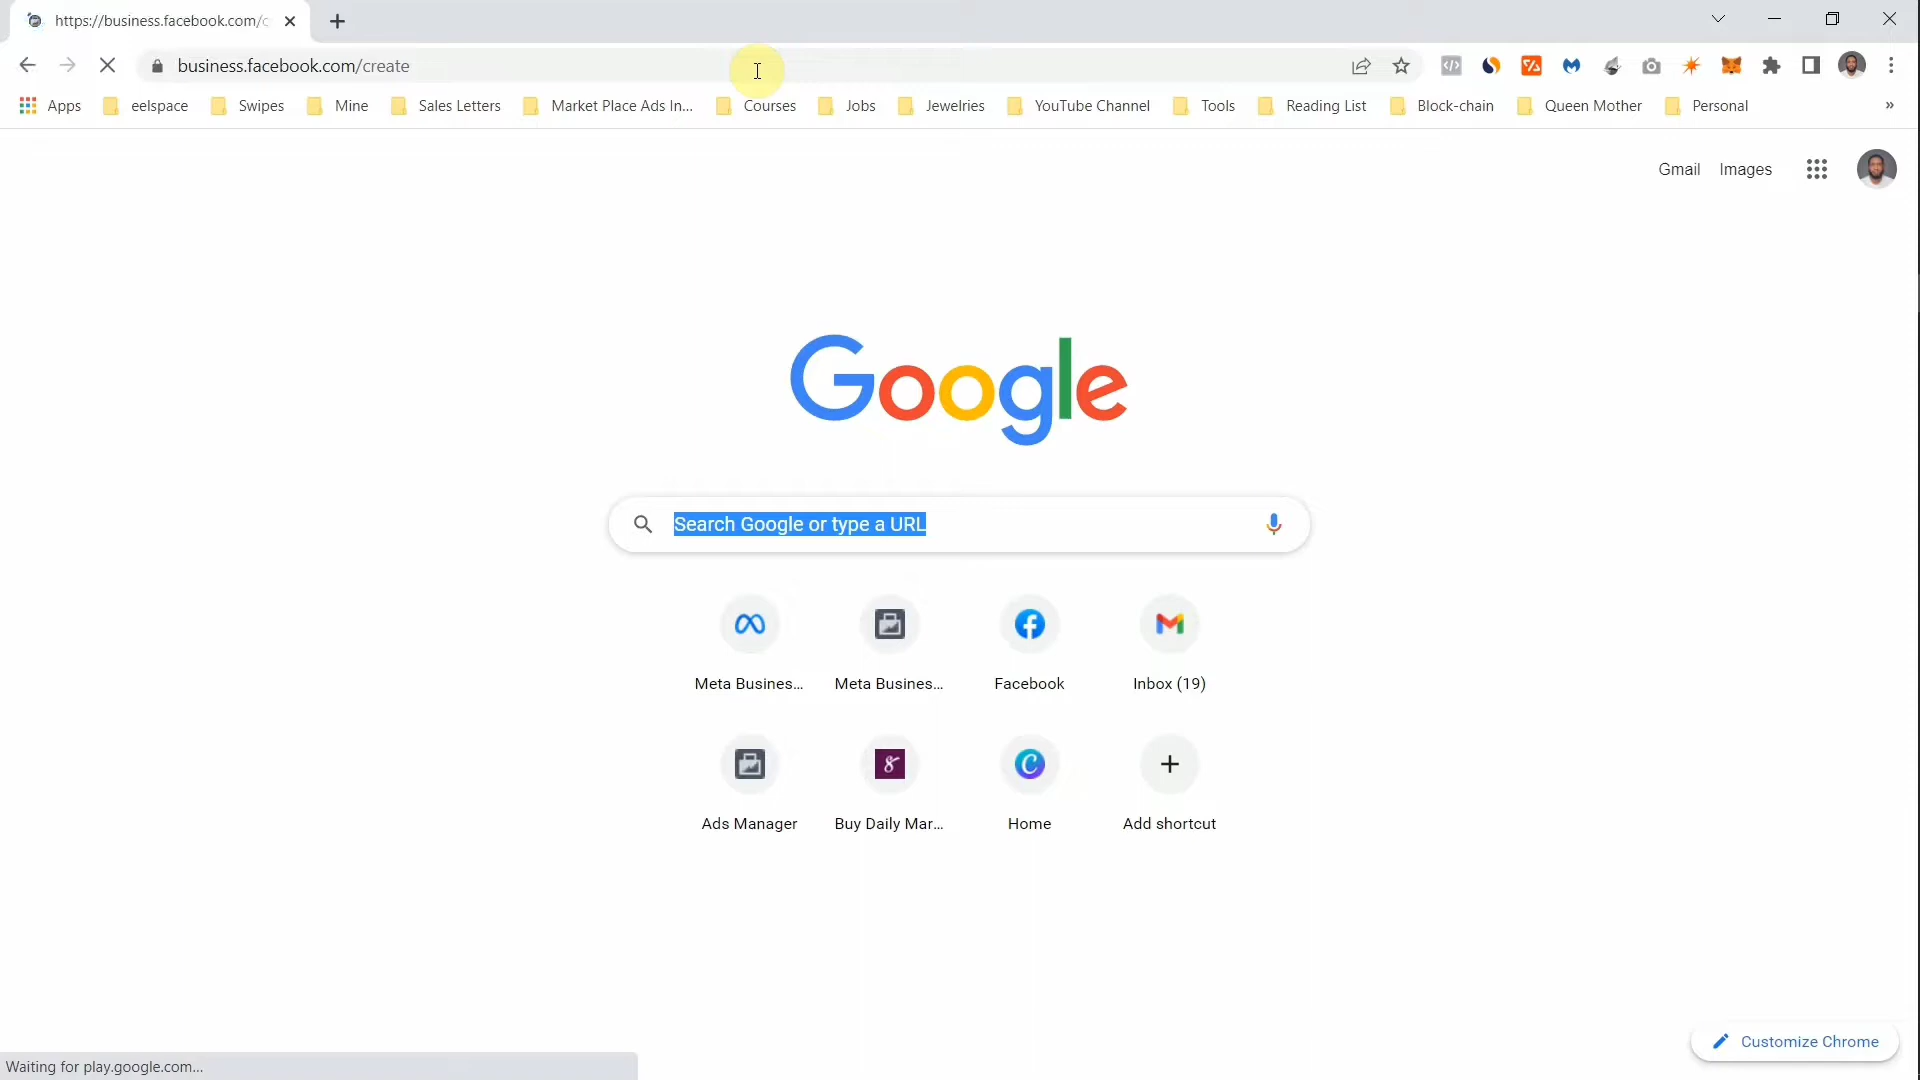 https://business.facebook.com/c
business.facebook.com/create
Apps eelspace Swipes Mine Sales Letters Market Place Ads In... Courses Jobs Jewelries YouTube Channel Tools Reading List Block-chain Queen Mother Personal »
Gmail Images
Google
Search Google or type a URL
Meta Busines... Meta Busines... Facebook Inbox (19)
Ads Manager Buy Daily Mar... Home Add shortcut
Customize Chrome
Waiting for play.google.com...